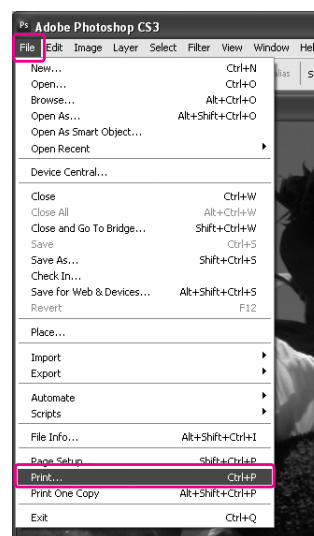 Ps Adobe Photoshop CS3
File Edit Image Layer Select Filter View Window Hel
New... Ctrl+N
Open... Ctrl+O
Browse... Alt+Ctrl+O
Open As... Alt+Shift+Ctrl+O
Open As Smart Object...
Open Recent
Device Central...
Close Ctrl+W
Close All Alt+Ctrl+W
Close and Go To Bridge... Shift+Ctrl+W
Save Ctrl+S
Save As... Shift+Ctrl+S
Check In...
Save for Web & Devices... Alt+Shift+Ctrl+S
Revert F12
Place...
Import
Export
Automate
Scripts
File Info... Alt+Shift+Ctrl+I
Page Setup... Shift+Ctrl+P
Print... Ctrl+P
Print One Copy Alt+Shift+Ctrl+P
Exit Ctrl+Q